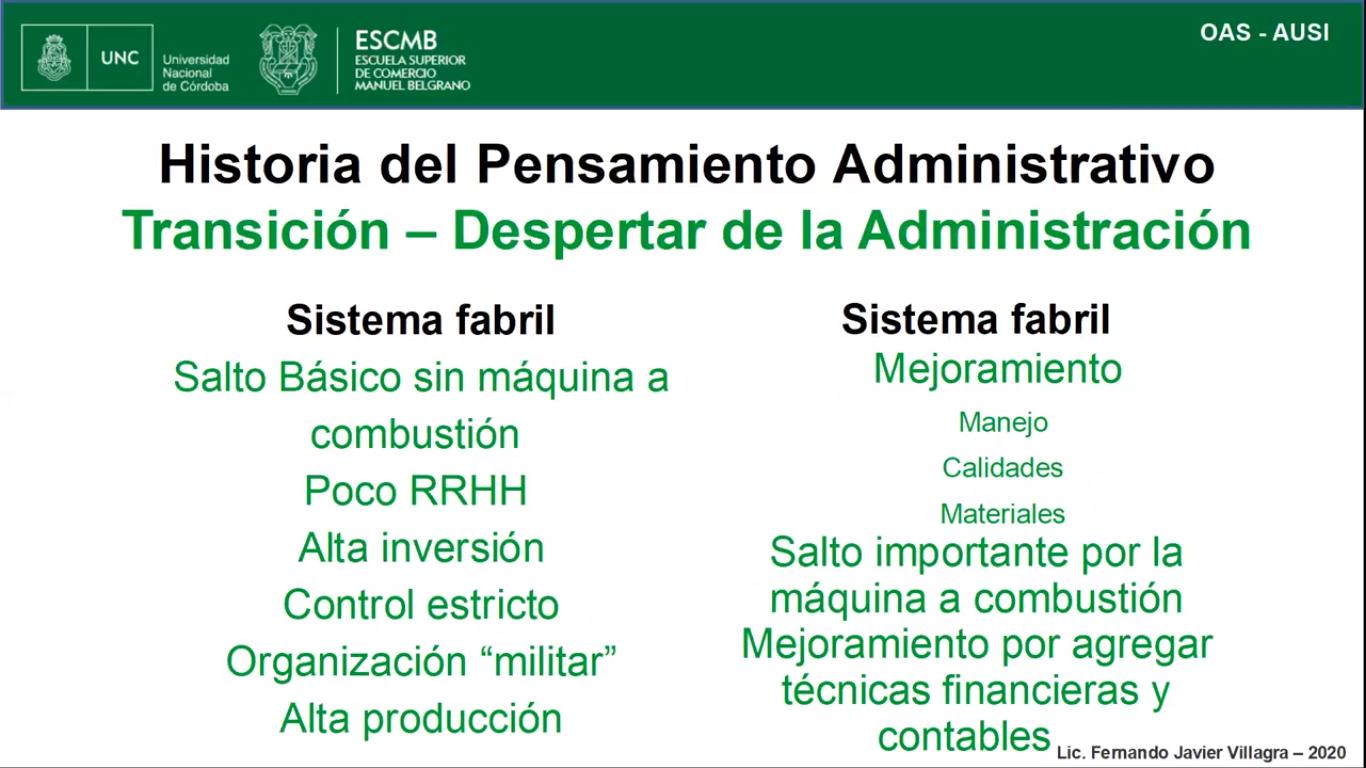 UNC
Universidad
Nacional
de Córdoba
ESCMB
ESCUELA SUPERIOR
DE COMERCIO
MANUEL BELGRANO
OAS - AUSI
Historia del Pensamiento Administrativo
Transición – Despertar de la Administración
Sistema fabril
Salto Básico sin máquina a
combustión
Poco RRHH
Alta inversión
Control estricto
Organización “militar”
Alta producción
Sistema fabril
Mejoramiento
Manejo
Calidades
Materiales
Salto importante por la
máquina a combustión
Mejoramiento por agregar
técnicas financieras y
contables
Lic. Fernando Javier Villagra – 2020